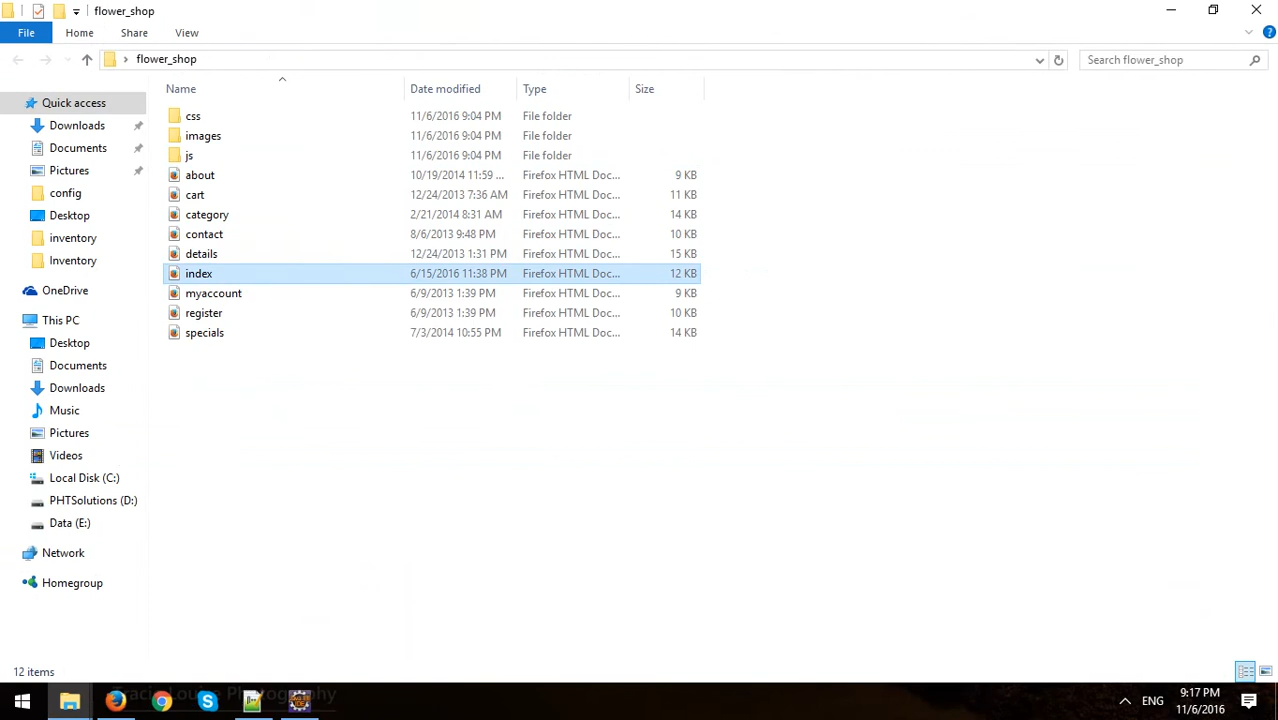 flower_shop
File Home Share View
flower_shop
Search flower_shop
Name Date modified Type Size
Quick access
Downloads
Documents
Pictures
config
Desktop
inventory
Inventory
OneDrive
This PC
Desktop
Documents
Downloads
Music
Pictures
Videos
Local Disk (C:)
PHTSolutions (D:)
Data (E:)
Network
Homegroup
css 11/6/2016 9:04 PM File folder
images 11/6/2016 9:04 PM File folder
js 11/6/2016 9:04 PM File folder
about 10/19/2014 11:59 ... Firefox HTML Doc... 9 KB
cart 12/24/2013 7:36 AM Firefox HTML Doc... 11 KB
category 2/21/2014 8:31 AM Firefox HTML Doc... 14 KB
contact 8/6/2013 9:48 PM Firefox HTML Doc... 10 KB
details 12/24/2013 1:31 PM Firefox HTML Doc... 15 KB
index 6/15/2016 11:38 PM Firefox HTML Doc... 12 KB
myaccount 6/9/2013 1:39 PM Firefox HTML Doc... 9 KB
register 6/9/2013 1:39 PM Firefox HTML Doc... 10 KB
specials 7/3/2014 10:55 PM Firefox HTML Doc... 14 KB
12 items
Photography
ENG
9:17 PM
11/6/2016